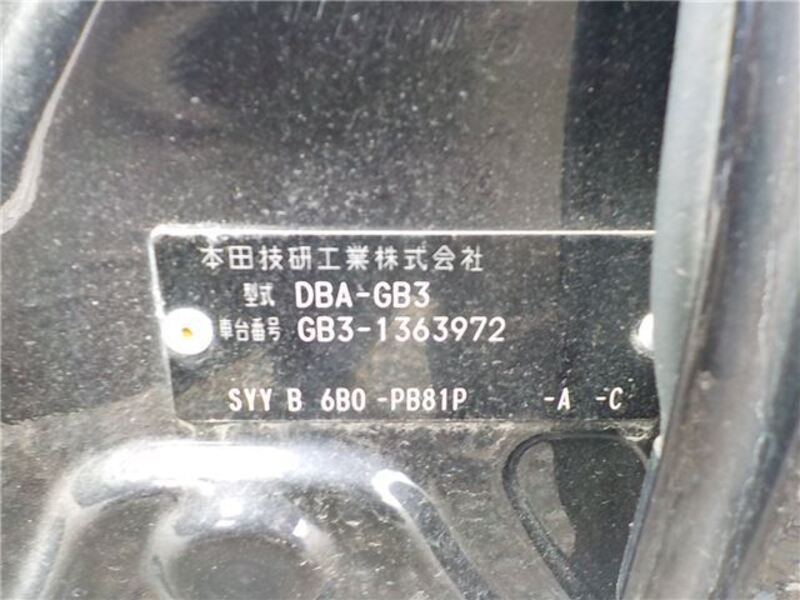 本田技研工業株式会社
型式 DBA-GB3
車台番号 GB3-1363972
SYY B 6B0 -PB81P -A -C